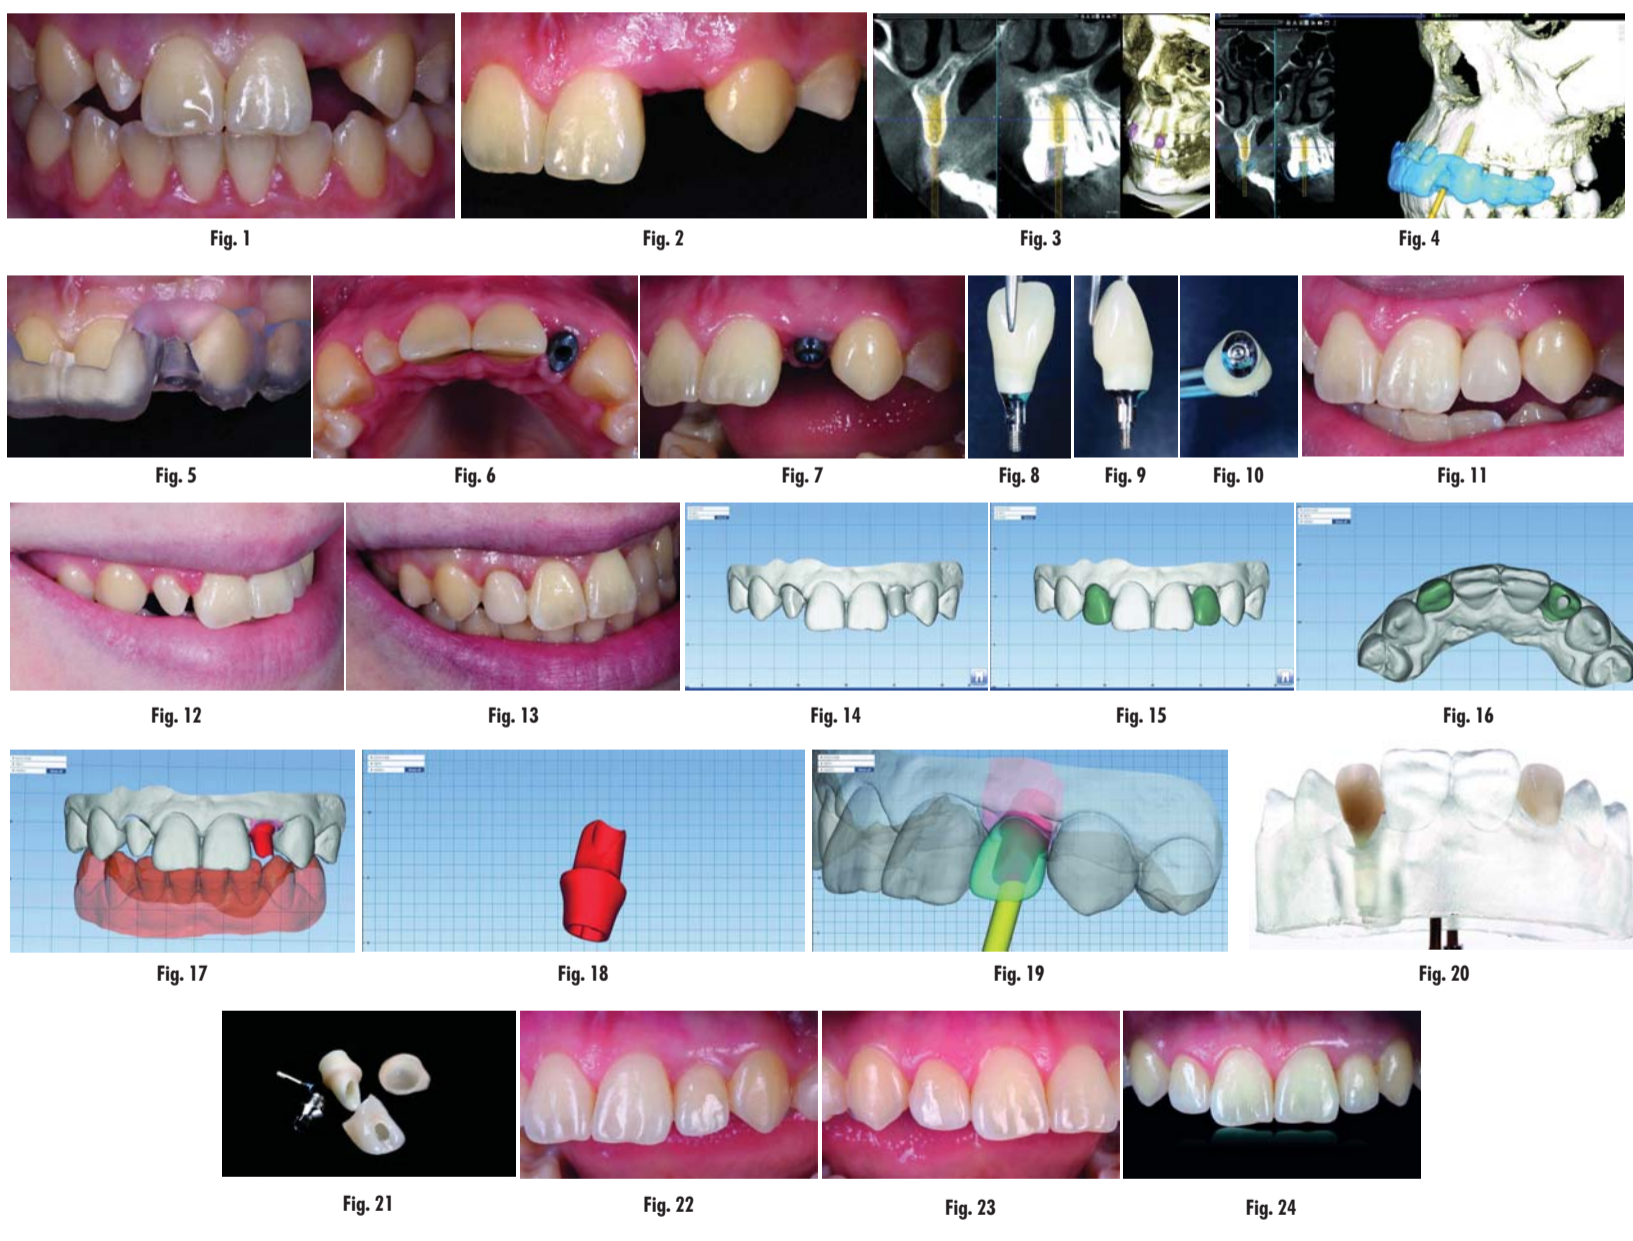 Fig. 1
Fig. 2
Fig. 3
Fig. 4
Fig. 5
Fig. 6
Fig. 7
Fig. 8
Fig. 9
Fig. 10
Fig. 11
Fig. 12
Fig. 13
Fig. 14
Fig. 15
Fig. 16
Fig. 17
Fig. 18
Fig. 19
Fig. 20
Fig. 21
Fig. 22
Fig. 23
Fig. 24